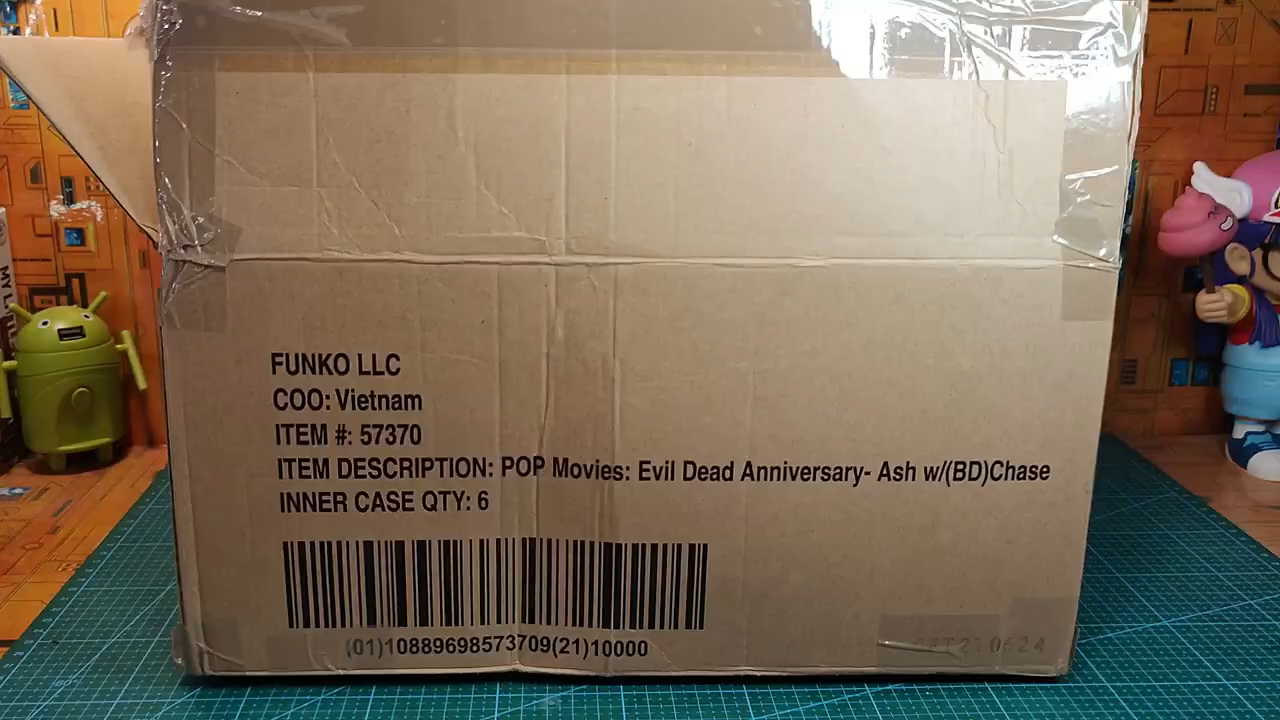 MY L
FUNKO LLC
COO: Vietnam
ITEM #: 57370
ITEM DESCRIPTION: POP Movies: Evil Dead Anniversary- Ash w/(BD)Chase
INNER CASE QTY: 6
(01)10889698573709(21)10000